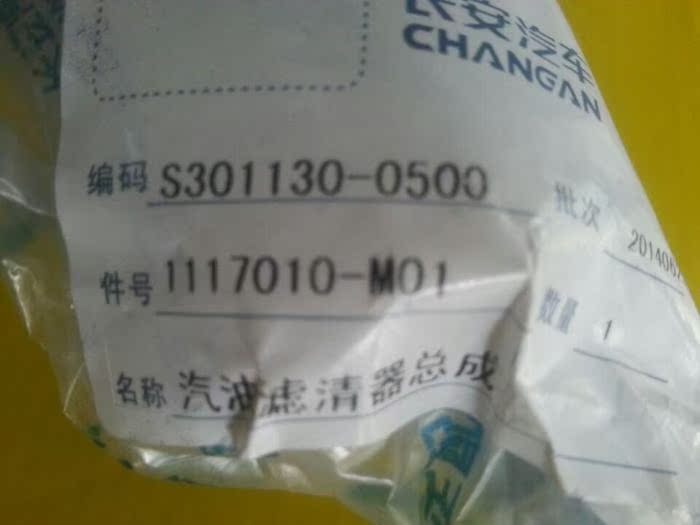 长安汽车
CHANGAN
编码 S301130-0500
批次 201406
件号 1117010-M01
数量 1
名称 汽油滤清器总成